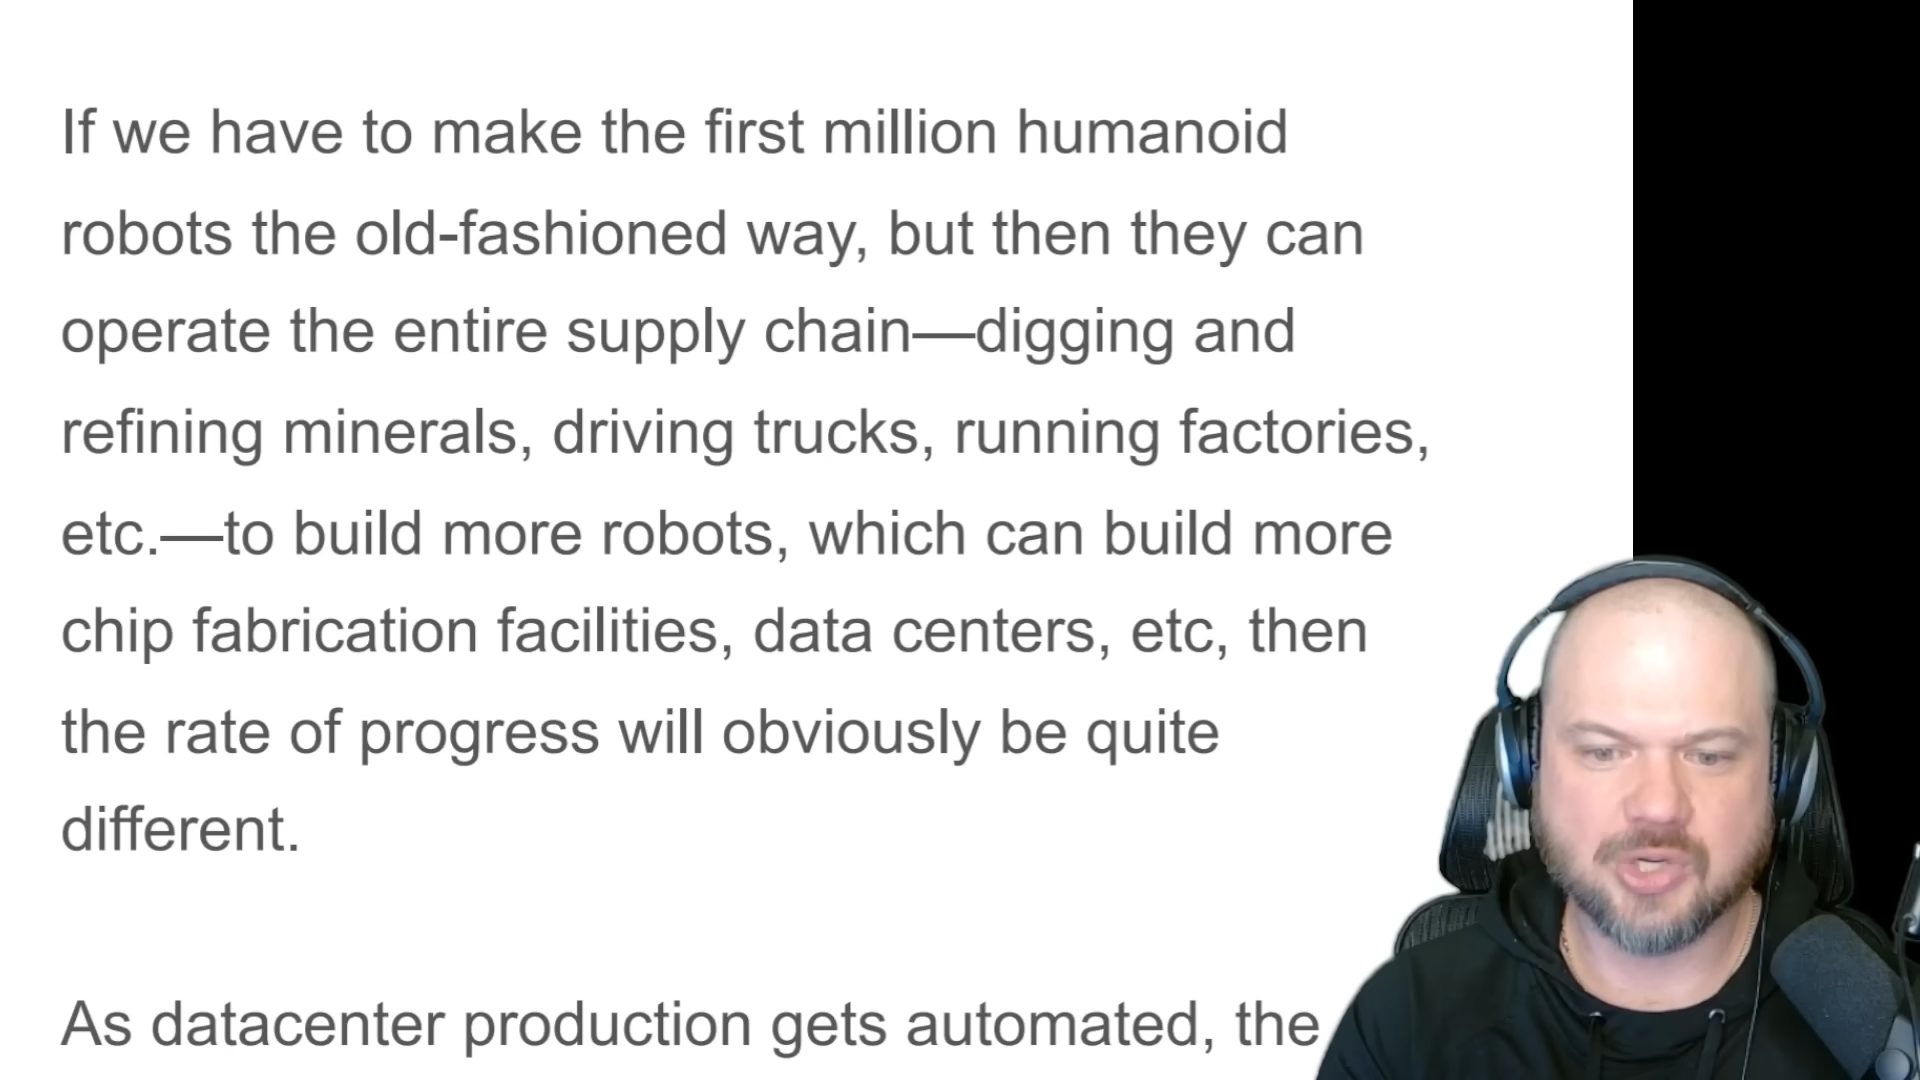 If we have to make the first million humanoid
robots the old-fashioned way, but then they can
operate the entire supply chain—digging and
refining minerals, driving trucks, running factories,
etc.—to build more robots, which can build more
chip fabrication facilities, data centers, etc, then
the rate of progress will obviously be quite
different.
As datacenter production gets automated, the